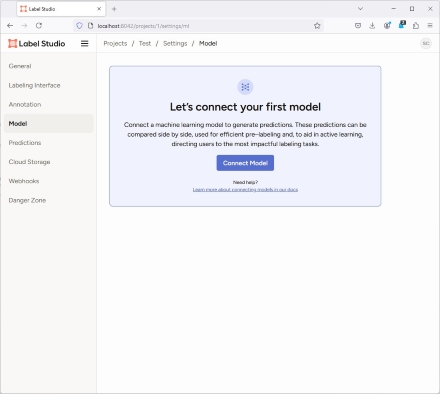 Label Studio
localhost:8042/projects/1/settings/ml
Label Studio
Projects / Test / Settings / Model
General
Labeling Interface
Annotation
Model
Predictions
Cloud Storage
Webhooks
Danger Zone
Let's connect your first model
Connect a machine learning model to generate predictions. These predictions can be
compared side by side, used for efficient pre-labeling and, to aid in active learning,
directing users to the most impactful labeling tasks.
Connect Model
Need help?
Learn more about connecting models in our docs